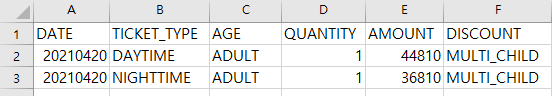 A B C D E F
1 DATE TICKET_TYPE AGE QUANTITY AMOUNT DISCOUNT
2 20210420 DAYTIME ADULT 1 44810 MULTI_CHILD
3 20210420 NIGHTTIME ADULT 1 36810 MULTI_CHILD